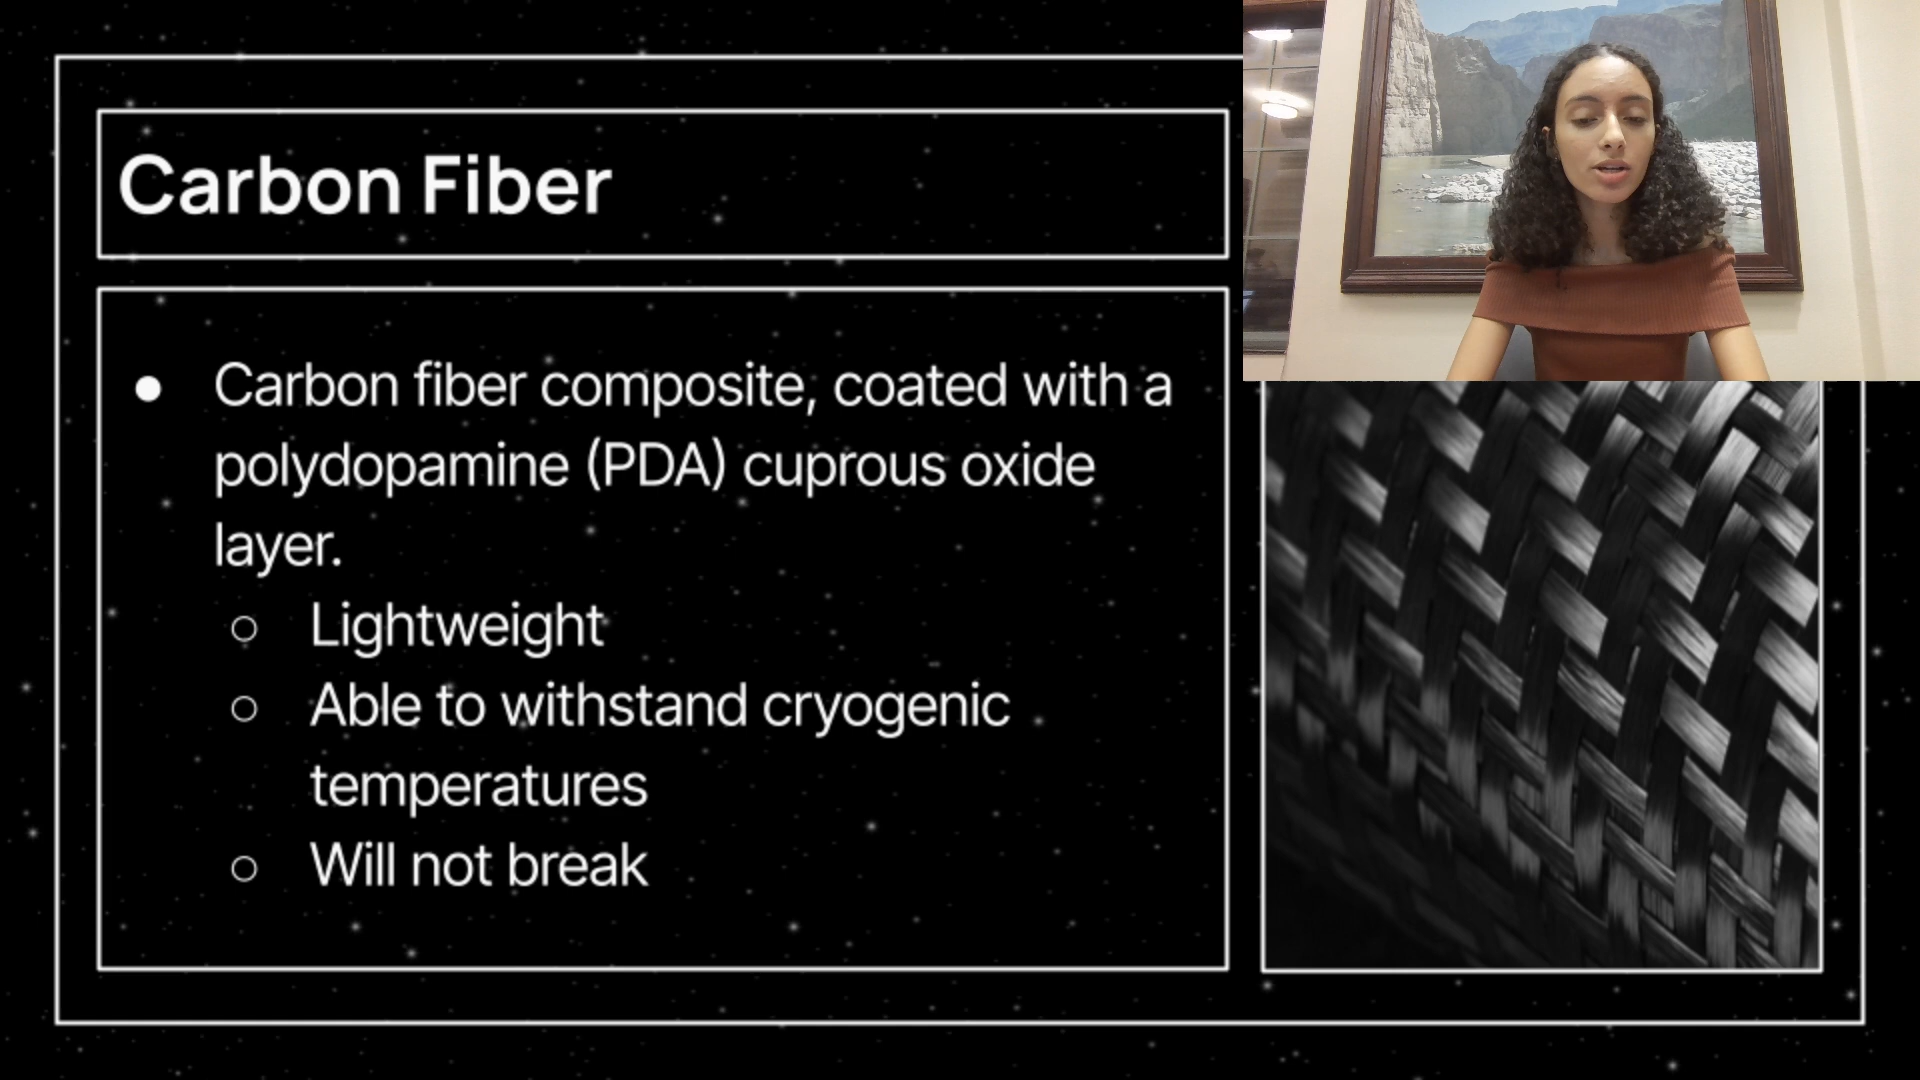 Carbon Fiber
● Carbon fiber composite, coated with a
polydopamine (PDA) cuprous oxide
layer.
○ Lightweight
○ Able to withstand cryogenic
temperatures
○ Will not break